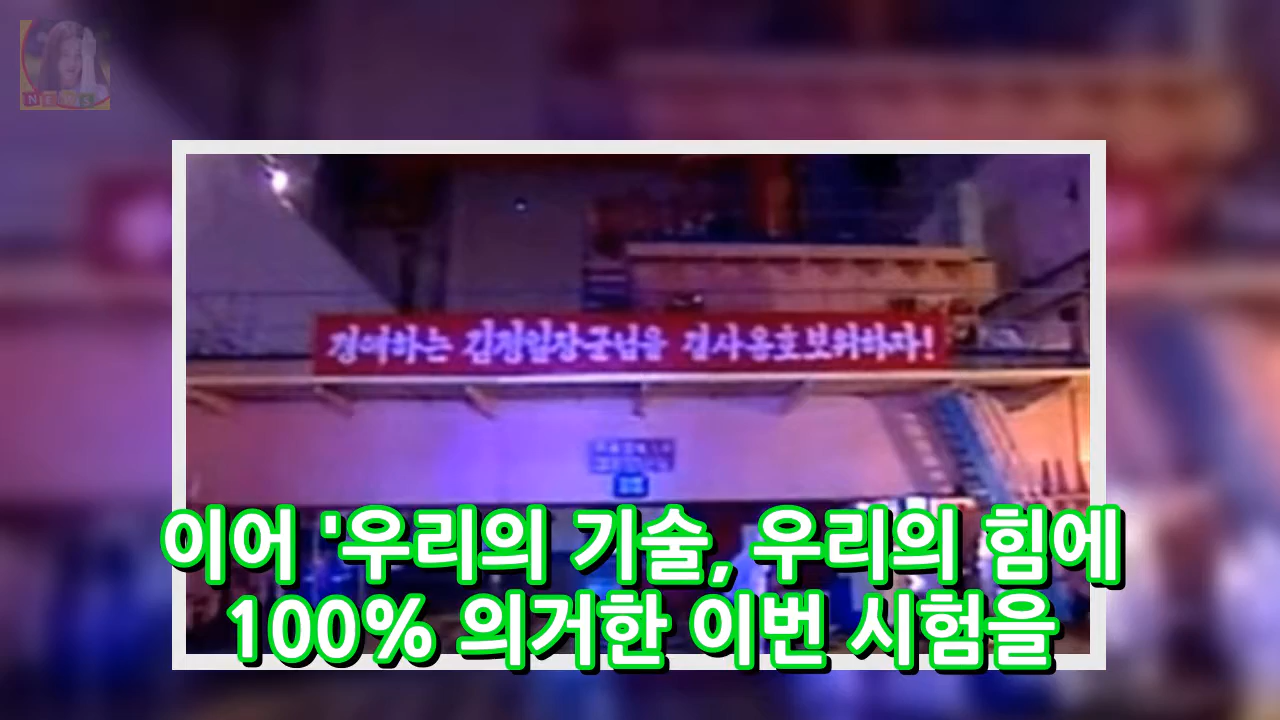 NEWS
경애하는 김정일장군님을 결사옹호보위하자!
이어 '우리의 기술, 우리의 힘에
100% 의거한 이번 시험을